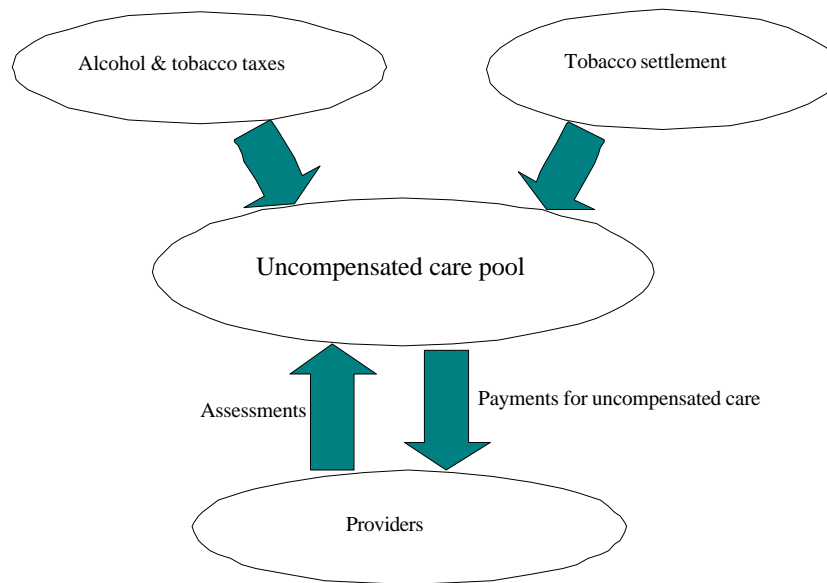 Alcohol & tobacco taxes
Tobacco settlement
Uncompensated care pool
Assessments
Payments for uncompensated care
Providers